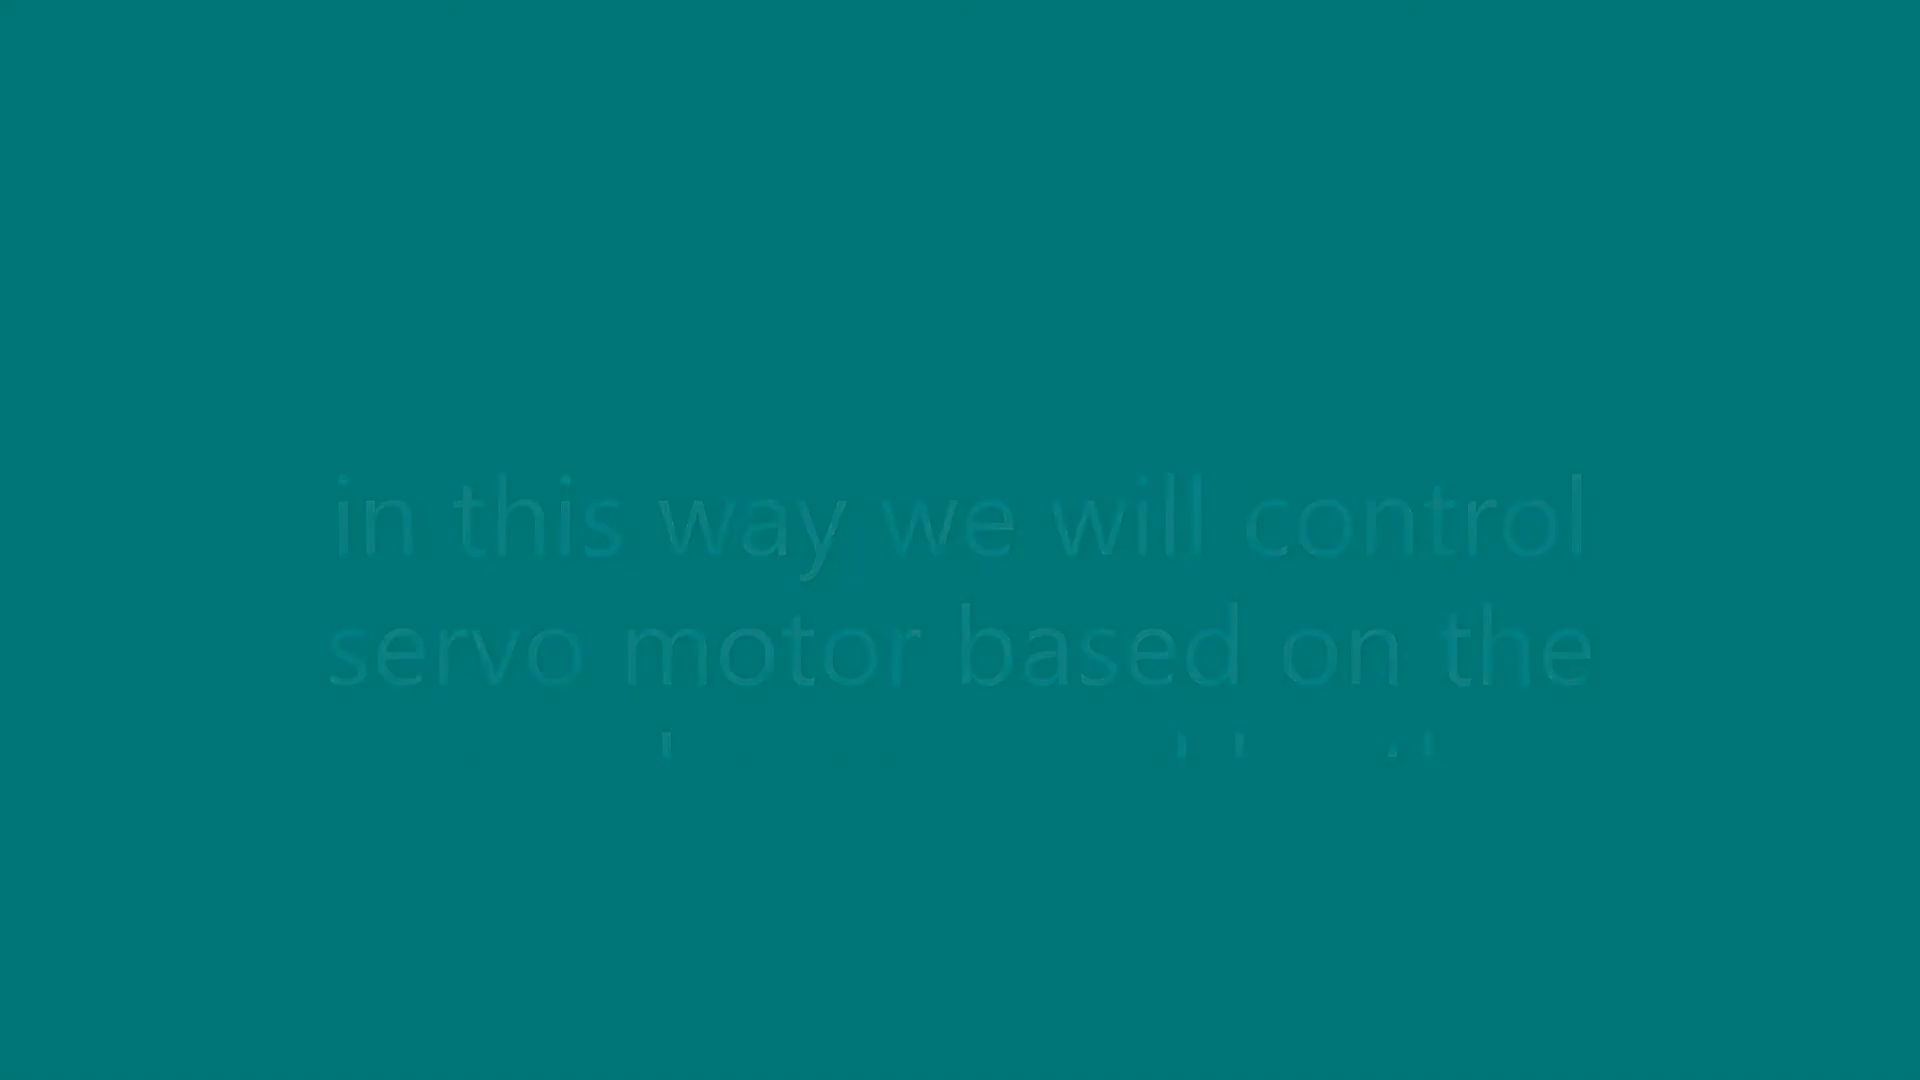 in this way we will control
servo motor based on the